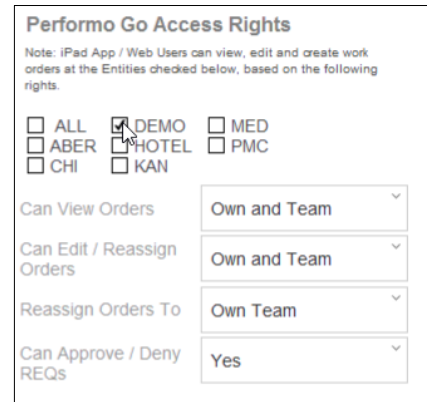 Performo Go Access Rights
Note: iPad App / Web Users can view, edit and create work
orders at the Entities checked below, based on the following
rights.
ALL DEMO MED
ABER HOTEL PMC
CHI KAN
Can View Orders Own and Team
Can Edit / Reassign
Orders Own and Team
Reassign Orders To Own Team
Can Approve / Deny
REQs Yes